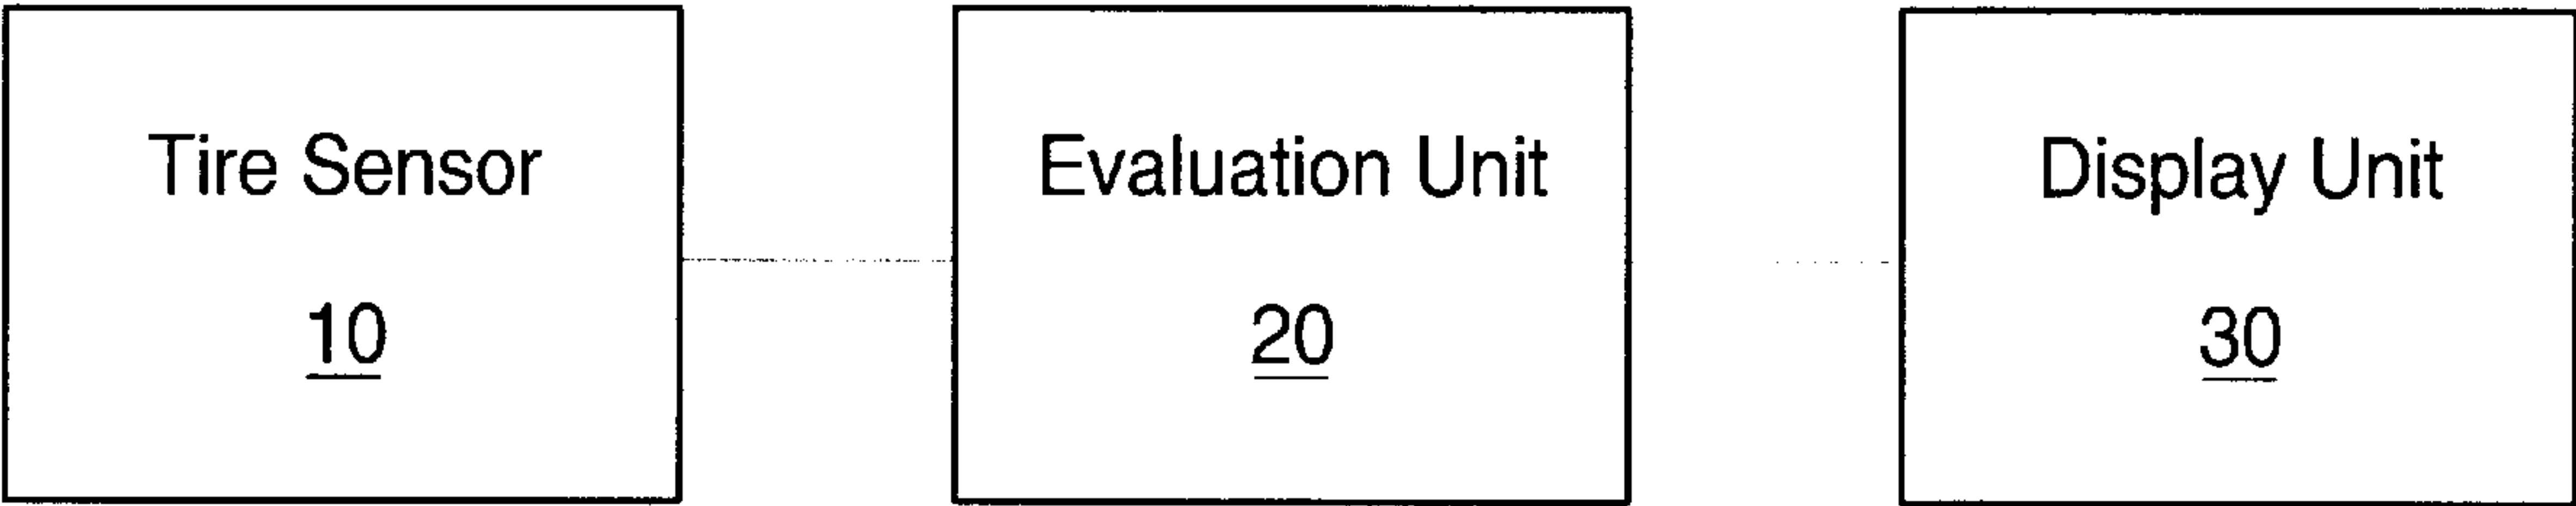 Tire Sensor
10
Evaluation Unit
20
Display Unit
30